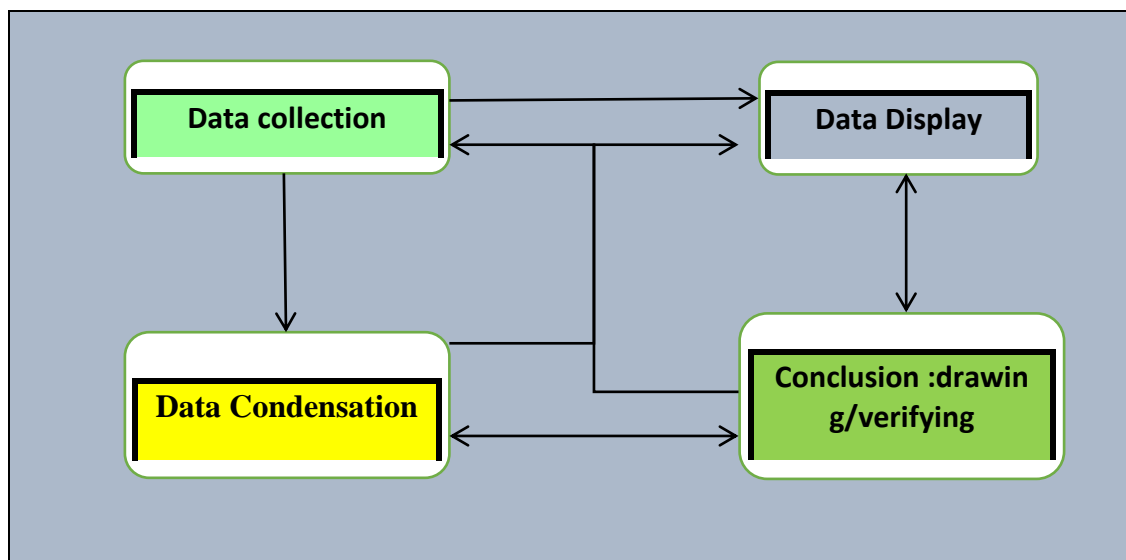 Data collection
Data Display
Data Condensation
Conclusion :drawin
g/verifying